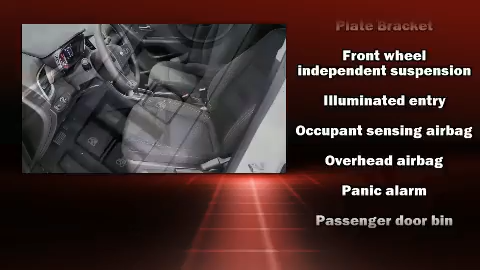 Plate Bracket
Front wheel
independent suspension
Illuminated entry
Occupant sensing airbag
Overhead airbag
Panic alarm
Passenger door bin